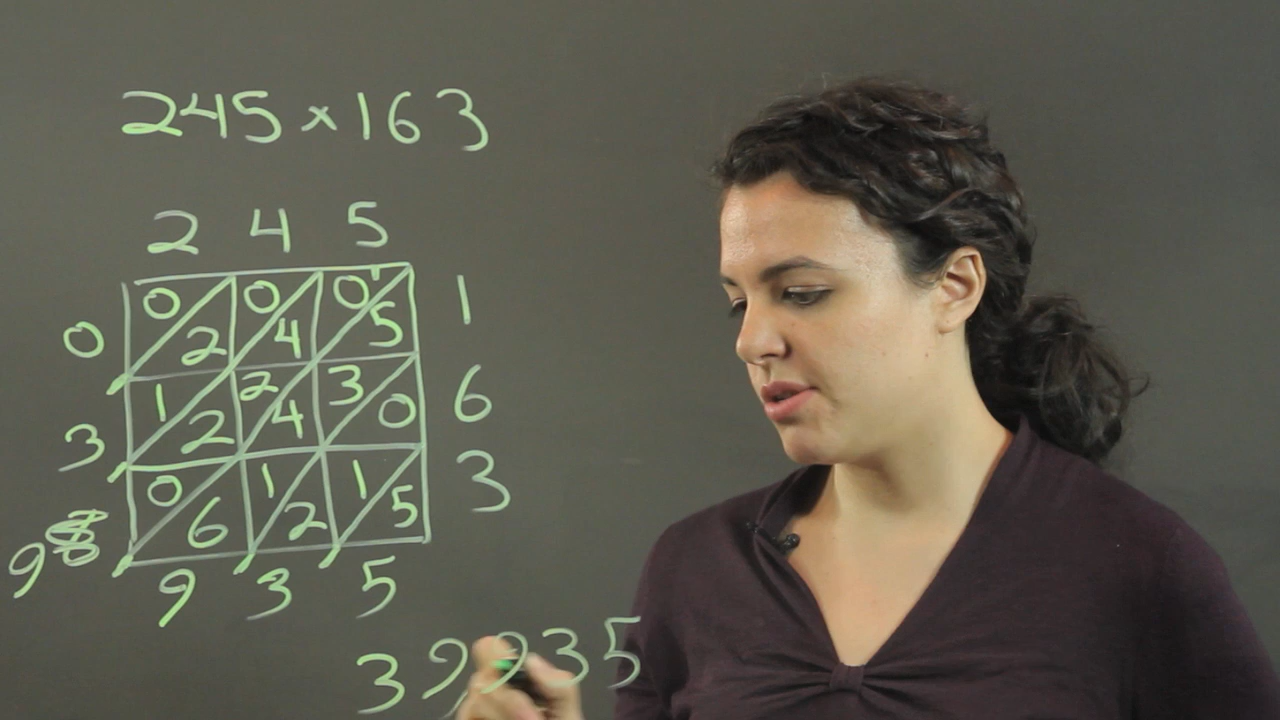 245 × 163
2 4 5
0 0 0 1
0 2 4 5
1 2 3 6
3 2 4 0
0 1 1 3
9 6 2 5
9 3 5
39935